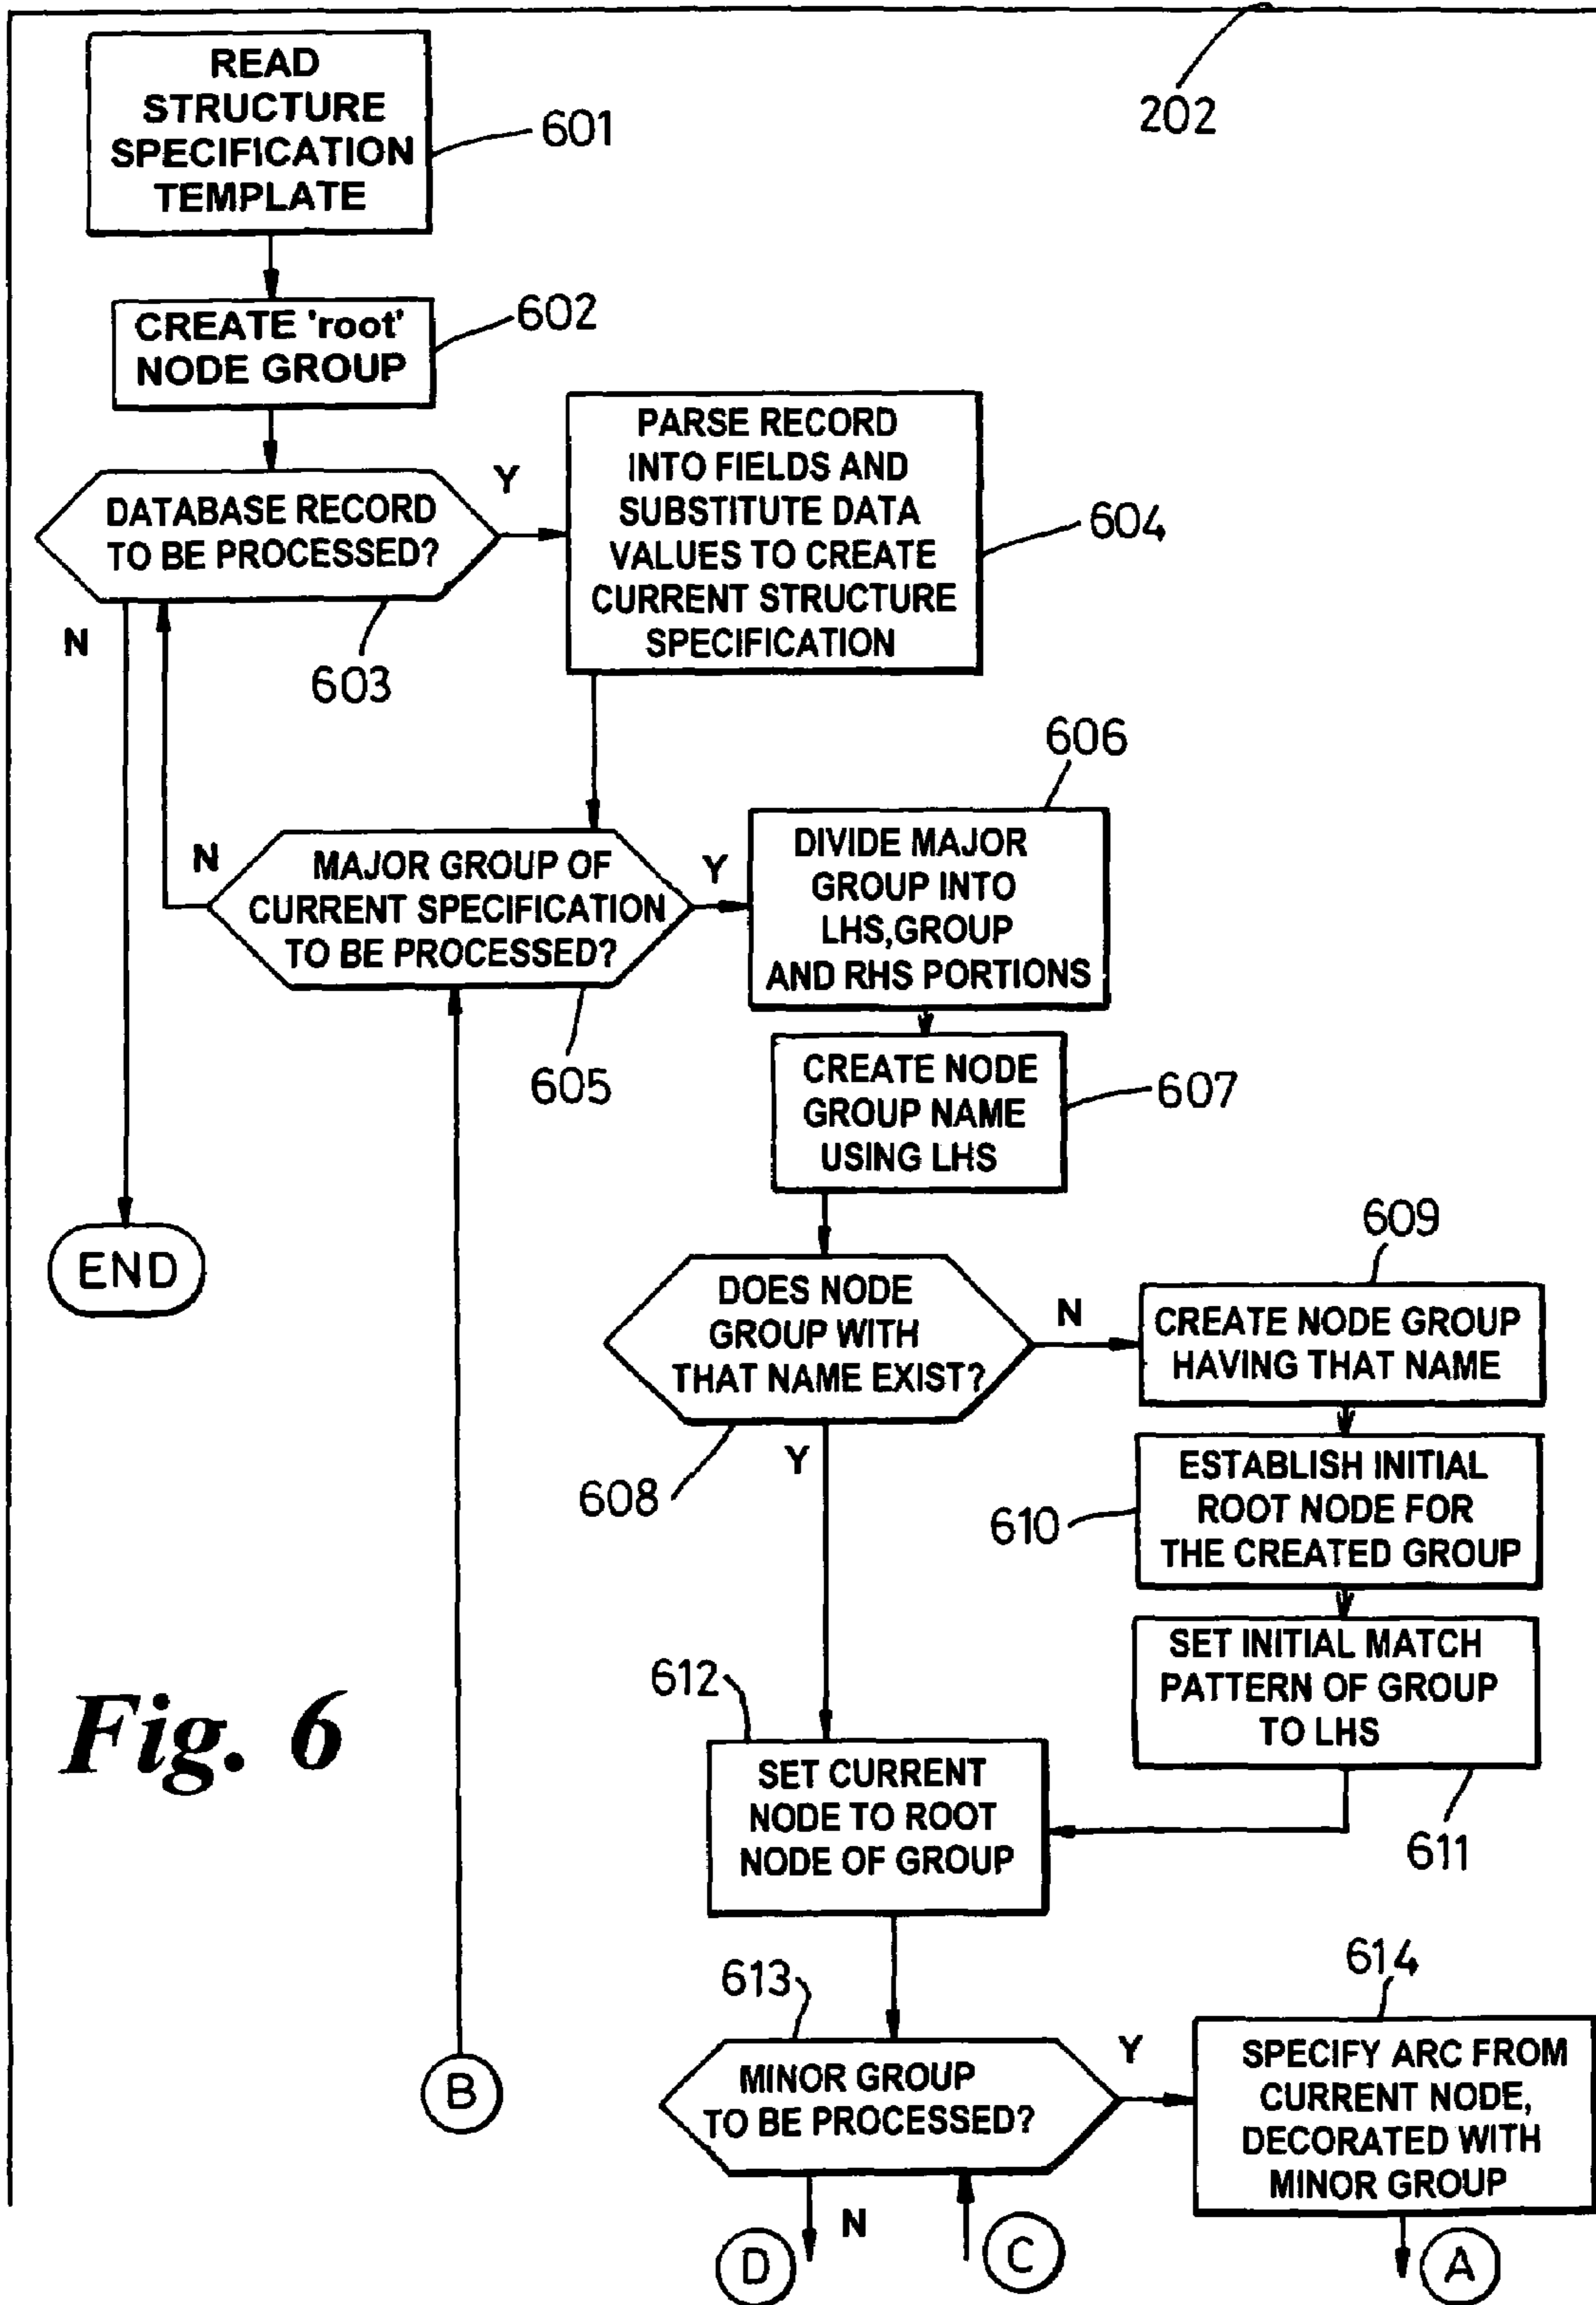 202
READ
STRUCTURE
SPECIFICATION
TEMPLATE
601
CREATE 'root'
NODE GROUP
602
DATABASE RECORD
TO BE PROCESSED?
Y
N
603
PARSE RECORD
INTO FIELDS AND
SUBSTITUTE DATA
VALUES TO CREATE
CURRENT STRUCTURE
SPECIFICATION
604
MAJOR GROUP OF
CURRENT SPECIFICATION
TO BE PROCESSED?
N
Y
605
606
DIVIDE MAJOR
GROUP INTO
LHS,GROUP
AND RHS PORTIONS
CREATE NODE
GROUP NAME
USING LHS
607
END
DOES NODE
GROUP WITH
THAT NAME EXIST?
N
Y
608
609
CREATE NODE GROUP
HAVING THAT NAME
ESTABLISH INITIAL
ROOT NODE FOR
THE CREATED GROUP
610
SET INITIAL MATCH
PATTERN OF GROUP
TO LHS
611
612
SET CURRENT
NODE TO ROOT
NODE OF GROUP
Fig. 6
613
MINOR GROUP
TO BE PROCESSED?
Y
N
614
SPECIFY ARC FROM
CURRENT NODE,
DECORATED WITH
MINOR GROUP
B
D
C
A